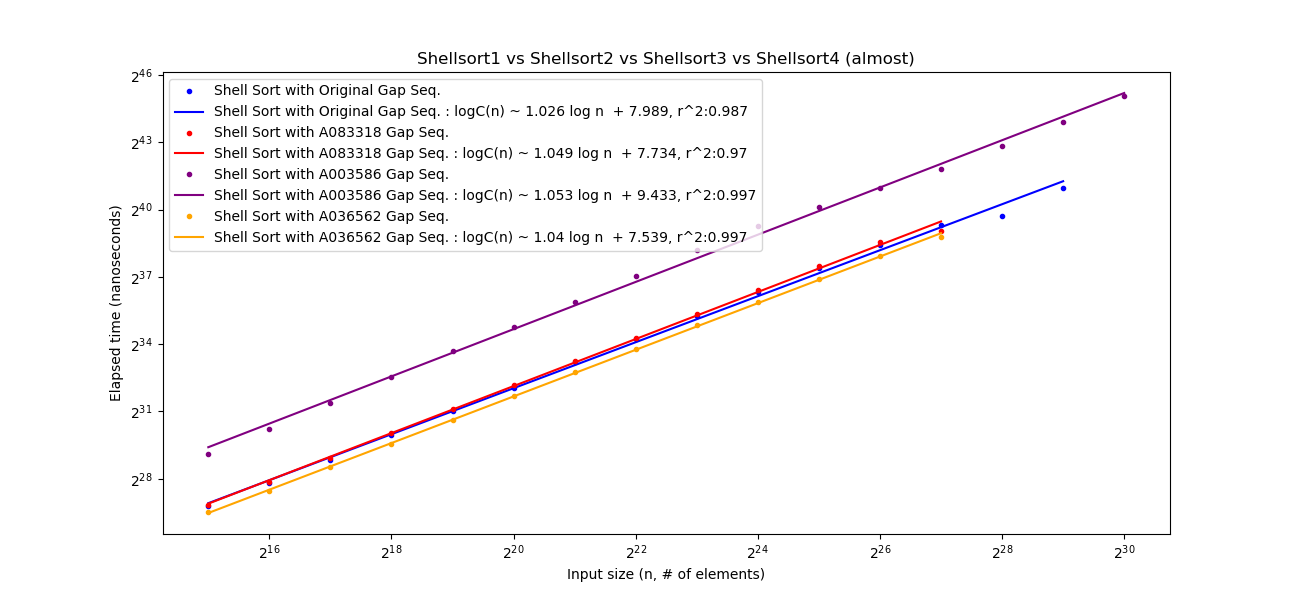 Shellsort1 vs Shellsort2 vs Shellsort3 vs Shellsort4 (almost)
Shell Sort with Original Gap Seq.
Shell Sort with Original Gap Seq. : logC(n) ~ 1.026 log n  + 7.989, r^2:0.987
Shell Sort with A083318 Gap Seq.
Shell Sort with A083318 Gap Seq. : logC(n) ~ 1.049 log n  + 7.734, r^2:0.97
Shell Sort with A003586 Gap Seq.
Shell Sort with A003586 Gap Seq. : logC(n) ~ 1.053 log n  + 9.433, r^2:0.997
Shell Sort with A036562 Gap Seq.
Shell Sort with A036562 Gap Seq. : logC(n) ~ 1.04 log n  + 7.539, r^2:0.997
Elapsed time (nanoseconds)
2^46
2^43
2^40
2^37
2^34
2^31
2^28
2^16 2^18 2^20 2^22 2^24 2^26 2^28 2^30
Input size (n, # of elements)